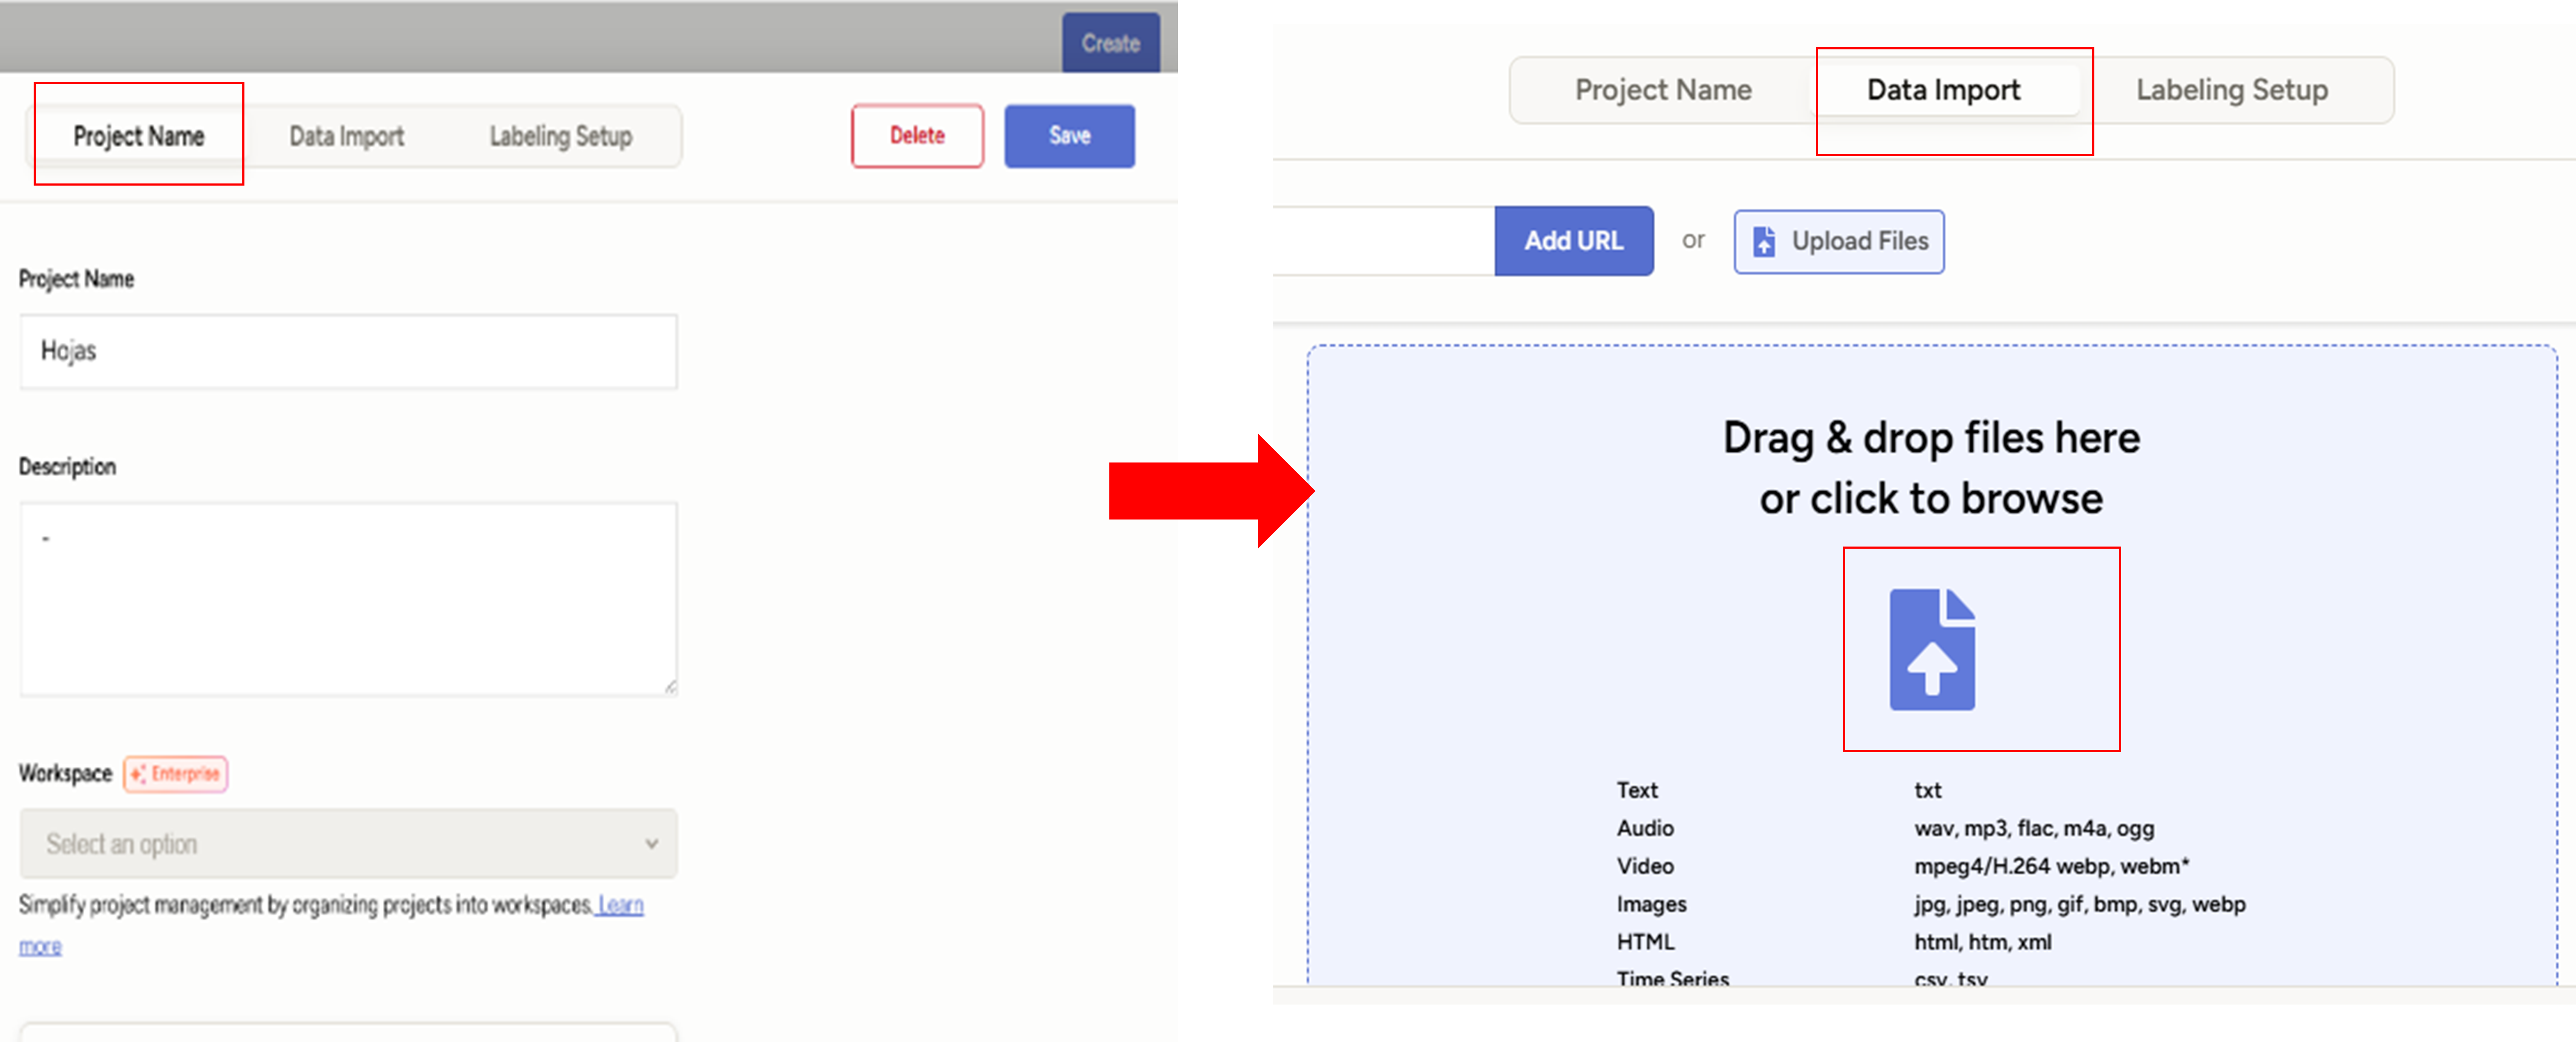 Create
Project Name
Data Import
Labeling Setup
Delete
Save
Project Name
Hojas
Description
-
Workspace
Enterprise
Select an option
Simplify project management by organizing projects into workspaces. Learn
more
Project Name
Data Import
Labeling Setup
Add URL
or
Upload Files
Drag & drop files here
or click to browse
Text txt
Audio wav, mp3, flac, m4a, ogg
Video mpeg4/H.264 webp, webm*
Images jpg, jpeg, png, gif, bmp, svg, webp
HTML html, htm, xml
Time Series csv, tsv